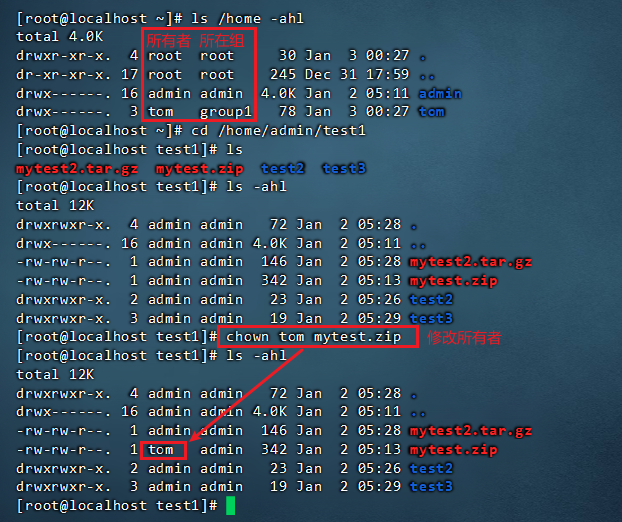 [root@localhost ~]# ls /home -ahl
total 4.0K 所有者 所在组
drwxr-xr-x. 4 root root 30 Jan 3 00:27 .
dr-xr-xr-x. 17 root root 245 Dec 31 17:59 ..
drwx------. 16 admin admin 4.0K Jan 2 05:11 admin
drwx------. 3 tom group1 78 Jan 3 00:27 tom
[root@localhost ~]# cd /home/admin/test1
[root@localhost test1]# ls
mytest2.tar.gz mytest.zip test2 test3
[root@localhost test1]# ls -ahl
total 12K
drwxrwxr-x. 4 admin admin 72 Jan 2 05:28 .
drwx------. 16 admin admin 4.0K Jan 2 05:11 ..
-rw-rw-r--. 1 admin admin 146 Jan 2 05:28 mytest2.tar.gz
-rw-rw-r--. 1 admin admin 342 Jan 2 05:13 mytest.zip
drwxrwxr-x. 2 admin admin 23 Jan 2 05:26 test2
drwxrwxr-x. 3 admin admin 19 Jan 2 05:29 test3
[root@localhost test1]# chown tom mytest.zip 修改所有者
[root@localhost test1]# ls -ahl
total 12K
drwxrwxr-x. 4 admin admin 72 Jan 2 05:28 .
drwx------. 16 admin admin 4.0K Jan 2 05:11 ..
-rw-rw-r--. 1 admin admin 146 Jan 2 05:28 mytest2.tar.gz
-rw-rw-r--. 1 tom admin 342 Jan 2 05:13 mytest.zip
drwxrwxr-x. 2 admin admin 23 Jan 2 05:26 test2
drwxrwxr-x. 3 admin admin 19 Jan 2 05:29 test3
[root@localhost test1]#